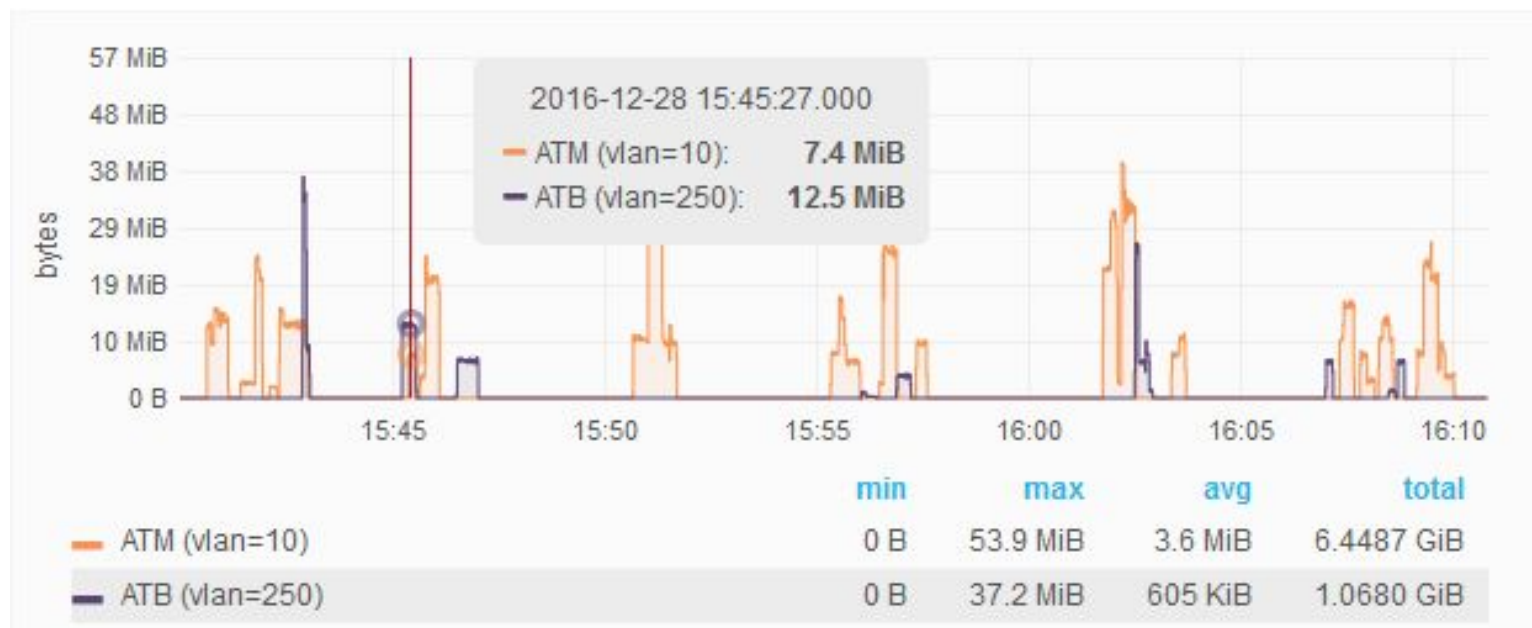 57 MiB
48 MiB
38 MiB
29 MiB
19 MiB
10 MiB
0 B
bytes
2016-12-28 15:45:27.000
ATM (vlan=10): 7.4 MiB
ATB (vlan=250): 12.5 MiB
15:45 15:50 15:55 16:00 16:05 16:10
min max avg total
ATM (vlan=10) 0 B 53.9 MiB 3.6 MiB 6.4487 GiB
ATB (vlan=250) 0 B 37.2 MiB 605 KiB 1.0680 GiB